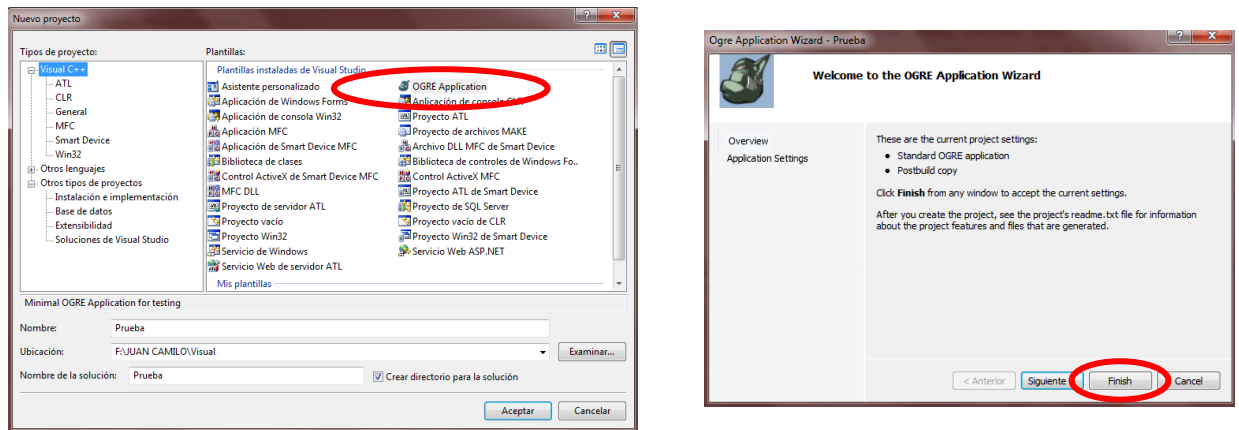 Nuevo proyecto
Tipos de proyecto:
Visual C++
ATL
CLR
General
MFC
Smart Device
Win32
Otros lenguajes
Otros tipos de proyectos
Instalación e implementación
Base de datos
Extensibilidad
Soluciones de Visual Studio
Plantillas:
Plantillas instaladas de Visual Studio
Asistente personalizado
Aplicación de Windows Forms
Aplicación de consola Win32
Aplicación MFC
Aplicación de Smart Device MFC
Biblioteca de clases
Control ActiveX de Smart Device MFC
MFC DLL
Proyecto de servidor ATL
Proyecto vacío
Proyecto Win32
Servicio de Windows
Servicio Web de servidor ATL
OGRE Application
Aplicación de consola CLR
Proyecto ATL
Proyecto de archivos MAKE
Archivo DLL MFC de Smart Device
Biblioteca de controles de Windows Fo..
Control ActiveX MFC
Proyecto ATL de Smart Device
Proyecto de SQL Server
Proyecto vacío de CLR
Proyecto Win32 de Smart Device
Servicio Web ASP.NET
Mis plantillas
Minimal OGRE Application for testing
Nombre: Prueba
Ubicación: F:\JUAN CAMILO\Visual Examinar...
Nombre de la solución: Prueba Crear directorio para la solución
Aceptar Cancelar
Ogre Application Wizard - Prueba
Welcome to the OGRE Application Wizard
Overview
Application Settings
These are the current project settings:
• Standard OGRE application
• Postbuild copy
Click Finish from any window to accept the current settings.
After you create the project, see the project's readme.txt file for information
about the project features and files that are generated.
< Anterior Siguiente Finish Cancel